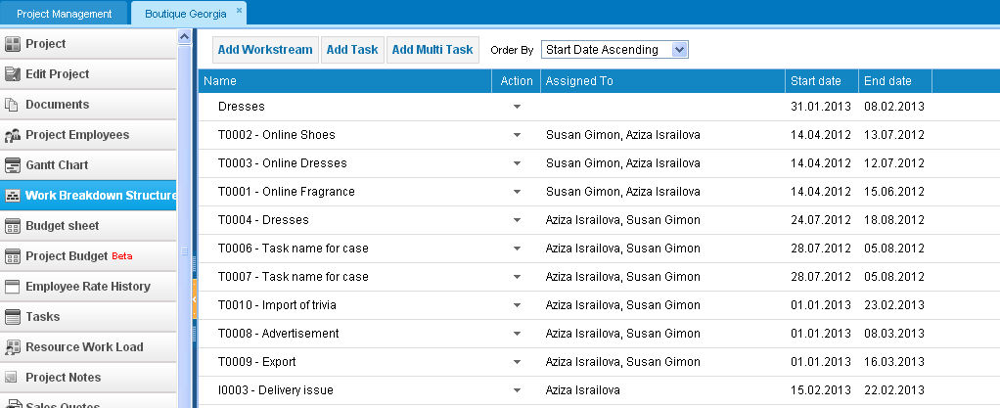 Project Management Boutique Georgia
Project
Edit Project
Documents
Project Employees
Gantt Chart
Work Breakdown Structure
Budget sheet
Project Budget Beta
Employee Rate History
Tasks
Resource Work Load
Project Notes
Sales Quotes
Add Workstream Add Task Add Multi Task Order By Start Date Ascending
Name Action Assigned To Start date End date
Dresses 31.01.2013 08.02.2013
T0002 - Online Shoes Susan Gimon, Aziza Israilova 14.04.2012 13.07.2012
T0003 - Online Dresses Susan Gimon, Aziza Israilova 14.04.2012 12.07.2012
T0001 - Online Fragrance Susan Gimon, Aziza Israilova 14.04.2012 15.06.2012
T0004 - Dresses Aziza Israilova, Susan Gimon 24.07.2012 18.08.2012
T0006 - Task name for case Aziza Israilova, Susan Gimon 28.07.2012 05.08.2012
T0007 - Task name for case Aziza Israilova, Susan Gimon 28.07.2012 05.08.2012
T0010 - Import of trivia Aziza Israilova, Susan Gimon 01.01.2013 23.02.2013
T0008 - Advertisement Aziza Israilova, Susan Gimon 01.01.2013 08.03.2013
T0009 - Export Aziza Israilova, Susan Gimon 01.01.2013 16.03.2013
I0003 - Delivery issue Aziza Israilova 15.02.2013 22.02.2013